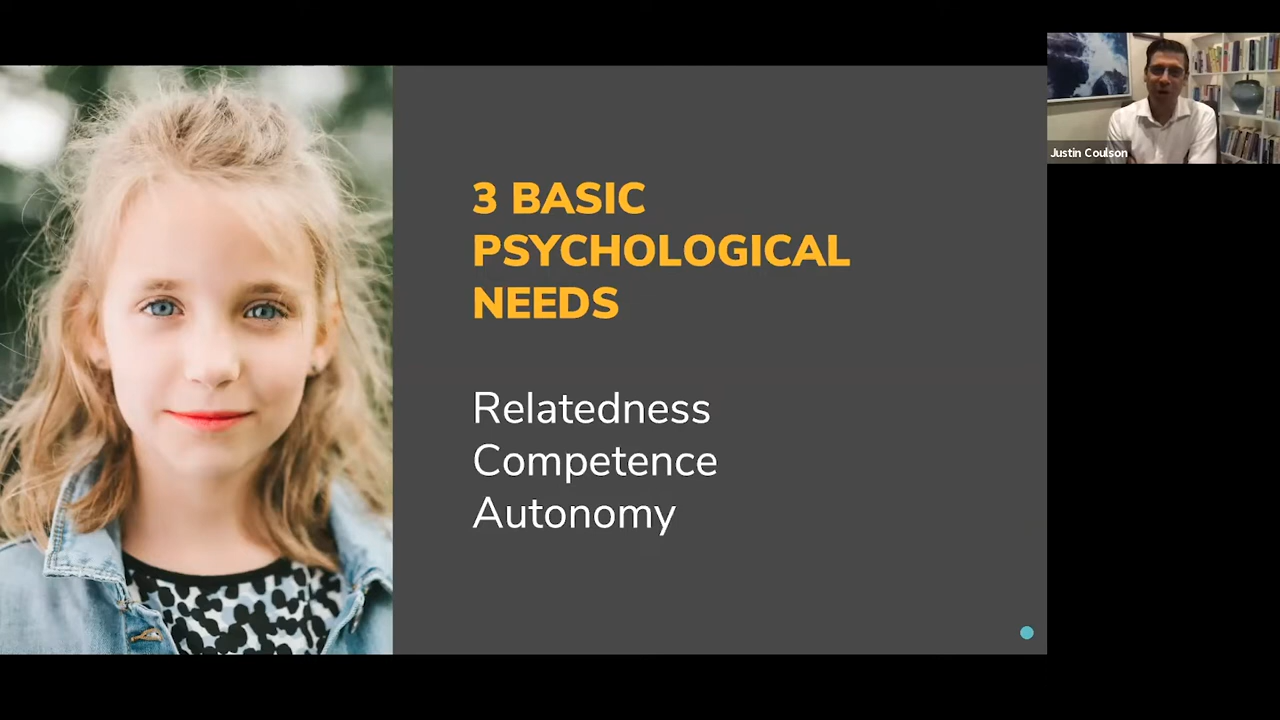 3 BASIC
PSYCHOLOGICAL
NEEDS
Relatedness
Competence
Autonomy
Justin Coulson